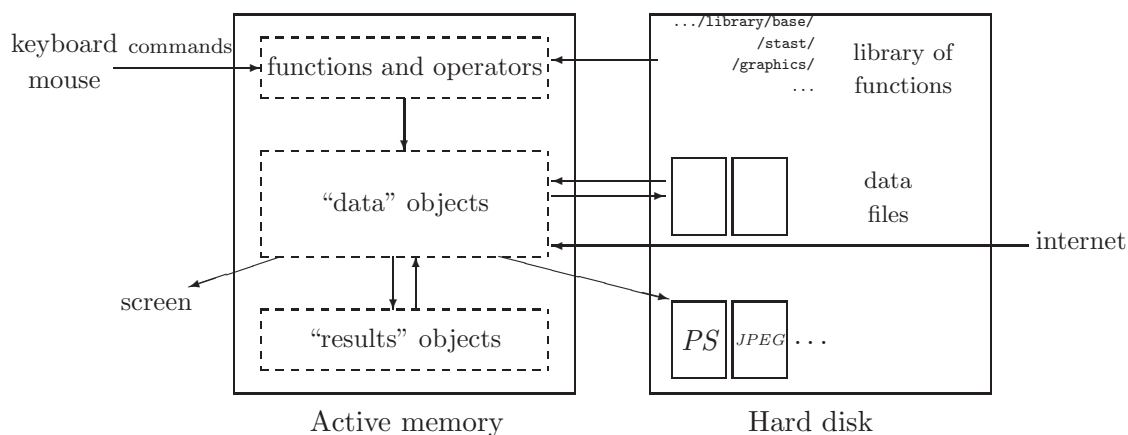 keyboard
mouse
commands
functions and operators
“data” objects
“results” objects
screen
Active memory
.../library/base/
/stast/
/graphics/
...
library of
functions
data
files
internet
PS
JPEG
...
Hard disk